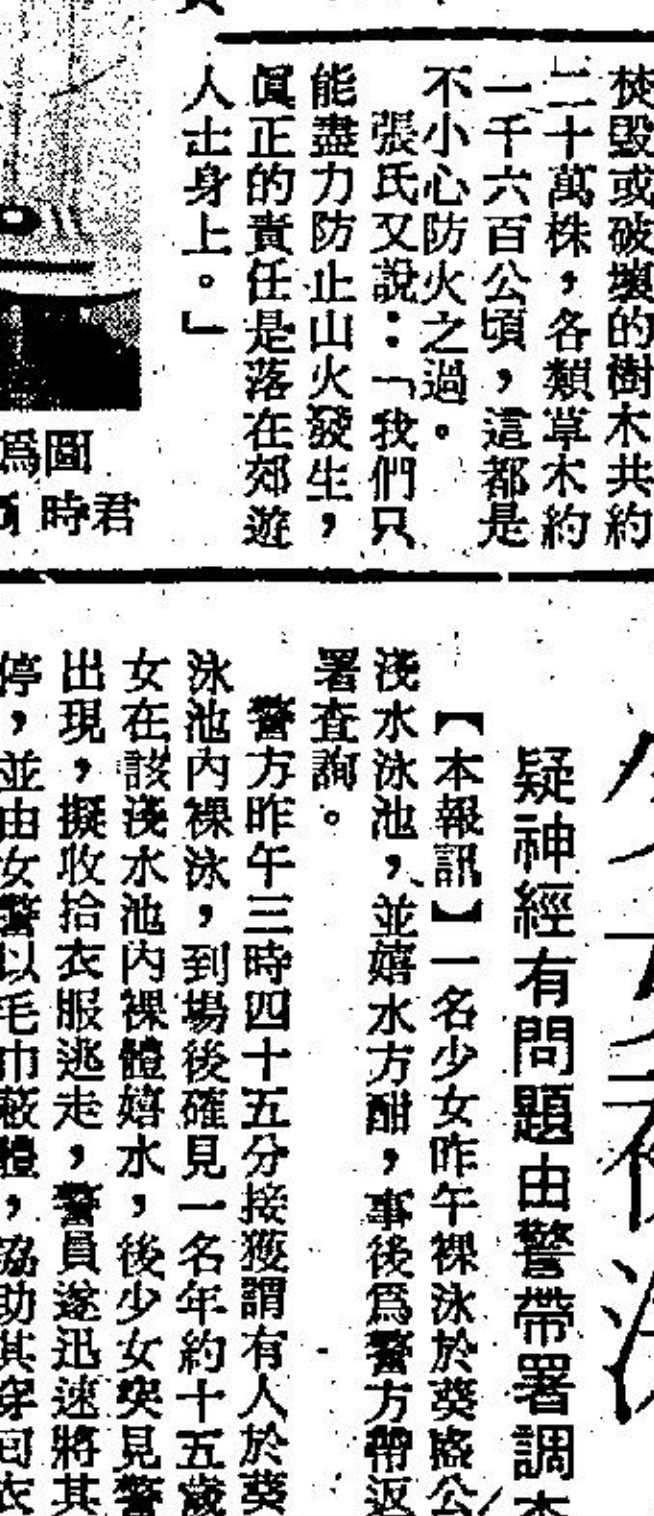 焚毀或破壞的樹木共約
二十萬株，各類草木約
一千六百公頃，這都是
不小心防火之過。
張氏又說：「我們只
能盡力防止山火發生，
眞正的責任是落在郊遊
人士身上。」
圖爲
君時
疑神經有問題由警帶署調查
【本報訊】一名少女昨午裸泳於葵盛公
淺水泳池，並嬉水方酣，事後爲警方帶返
署查詢。
警方昨午三時四十五分接獲謂有人於葵
泳池內裸泳，到場後確見一名年約十五歲
女在該淺水池內裸體嬉水，後少女突見警
出現，擬收拾衣服逃走，警員遂迅速將其
停，並由女警以毛巾蔽體，協助其穿回衣